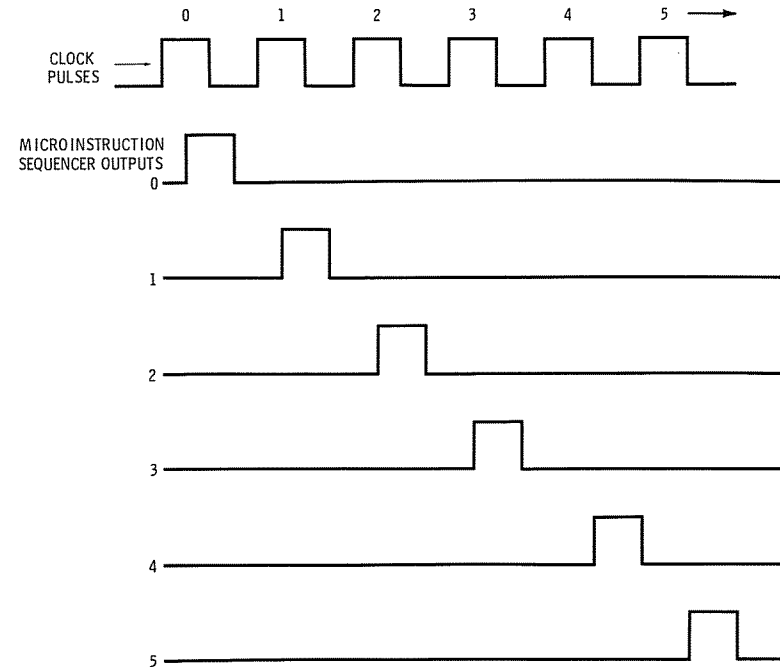 0 1 2 3 4 5
CLOCK
PULSES
MICROINSTRUCTION
SEQUENCER OUTPUTS
0
1
2
3
4
5